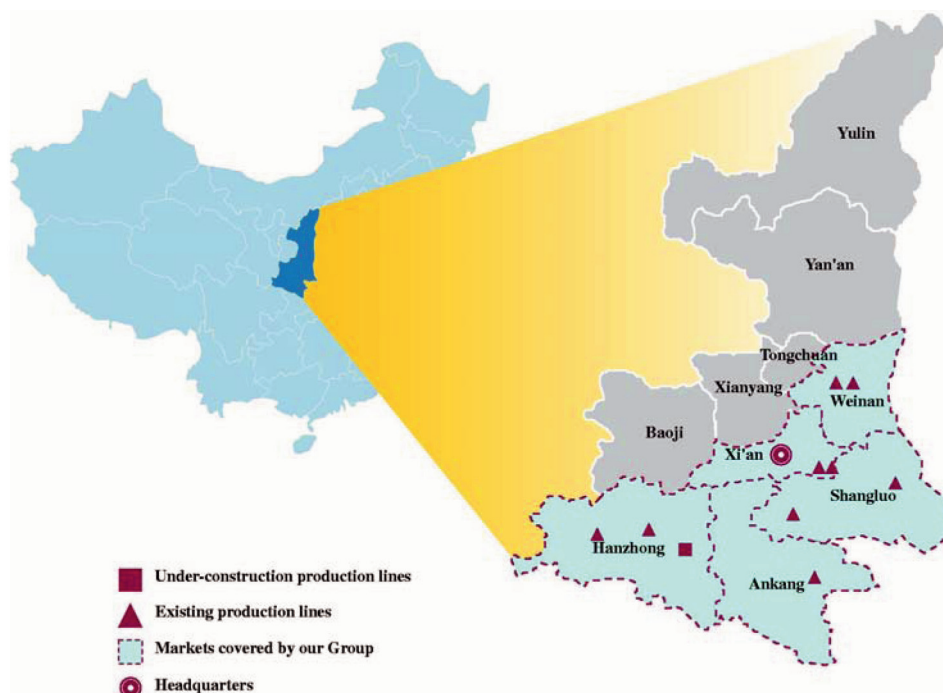 Yulin
Yan'an
Tongchuan
Xianyang
Weinan
Baoji
Xi'an
Shangluo
Hanzhong
Ankang
Under-construction production lines
Existing production lines
Markets covered by our Group
Headquarters